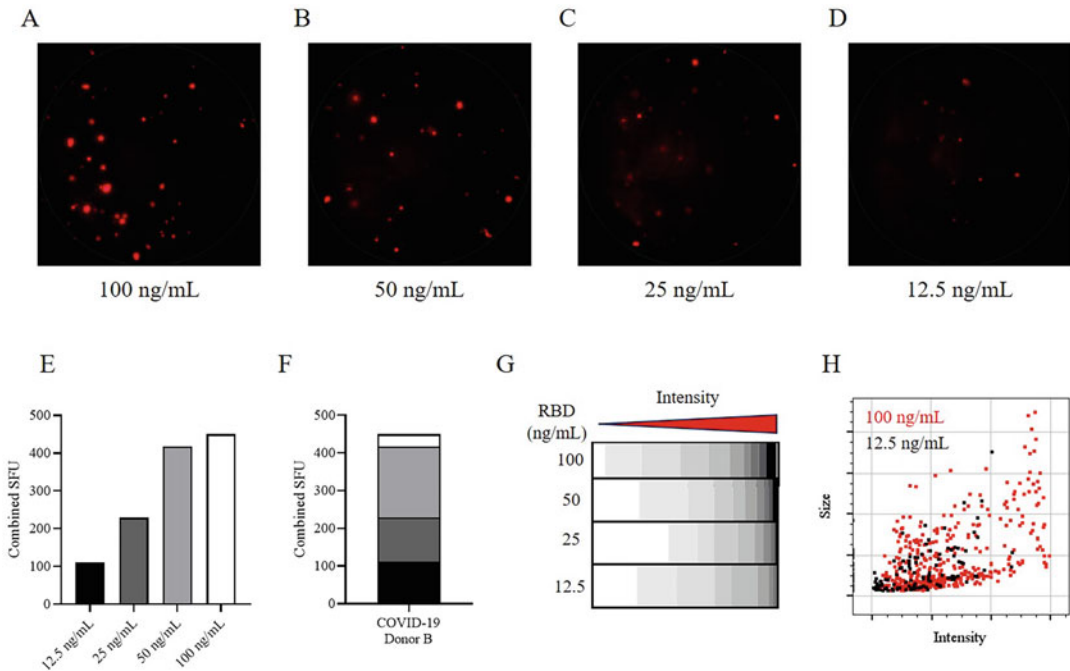 A
B
C
D
100 ng/mL
50 ng/mL
25 ng/mL
12.5 ng/mL
E
Combined SFU
500
400
300
200
100
0
12.5 ng/mL
25 ng/mL
50 ng/mL
100 ng/mL
F
Combined SFU
500
400
300
200
100
0
COVID-19
Donor B
G
Intensity
RBD
(ng/mL)
100
50
25
12.5
H
100 ng/mL
12.5 ng/mL
Size
Intensity